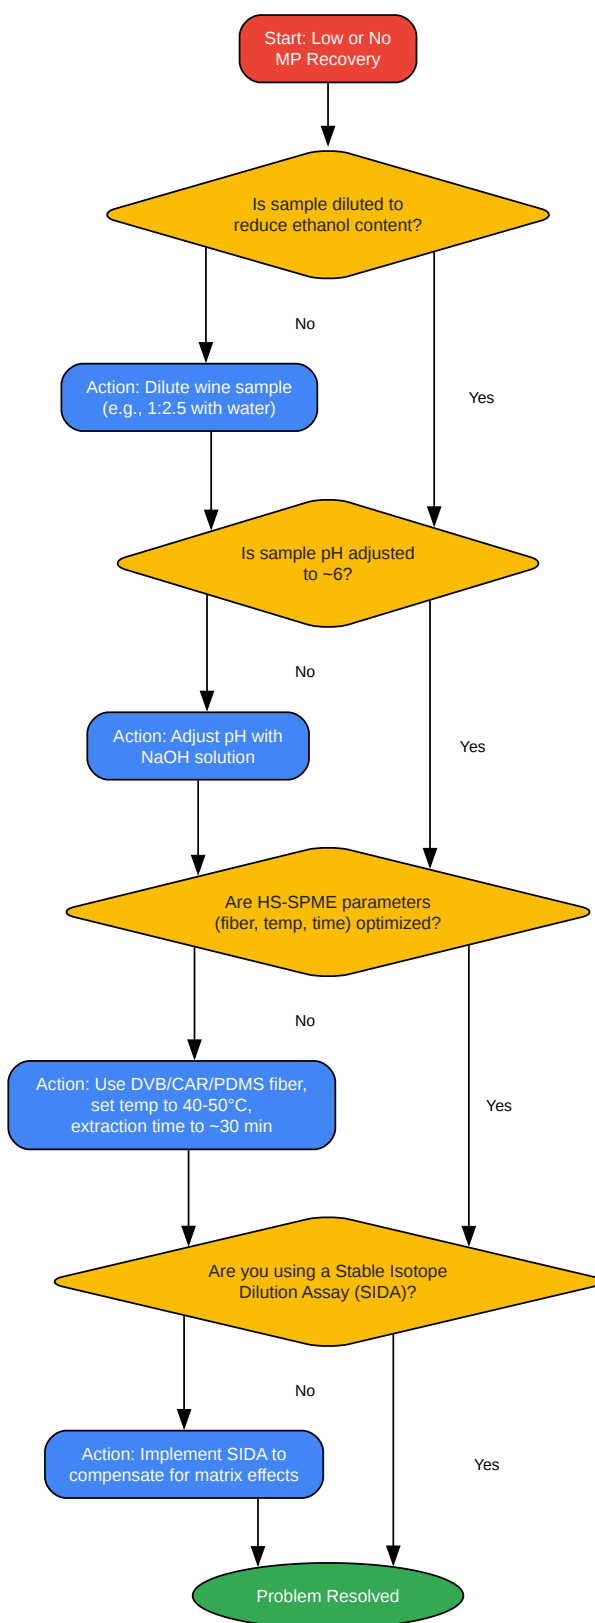 Start: Low or No
MP Recovery
Is sample diluted to
reduce ethanol content?
No
Action: Dilute wine sample
(e.g., 1:2.5 with water)
Yes
Is sample pH adjusted
to ~6?
No
Action: Adjust pH with
NaOH solution
Yes
Are HS-SPME parameters
(fiber, temp, time) optimized?
No
Action: Use DVB/CAR/PDMS fiber,
set temp to 40-50°C,
extraction time to ~30 min
Yes
Are you using a Stable Isotope
Dilution Assay (SIDA)?
No
Action: Implement SIDA to
compensate for matrix effects
Yes
Problem Resolved